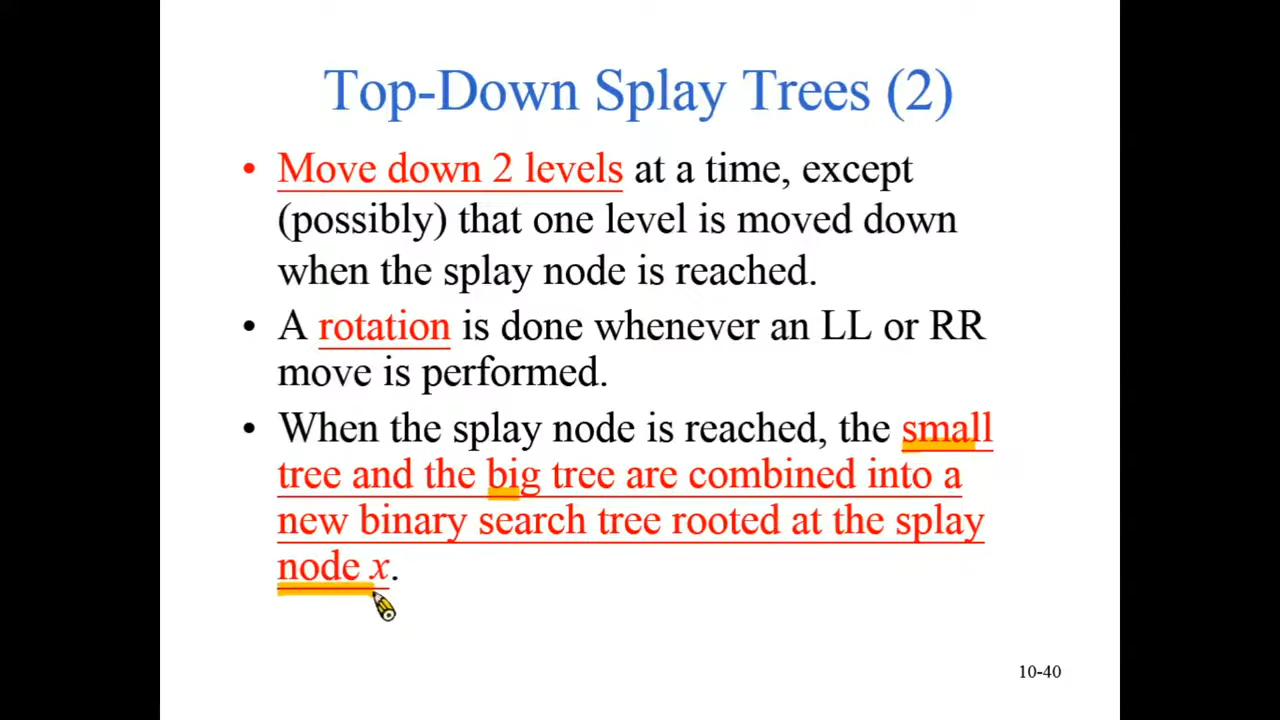 Top-Down Splay Trees (2)
• Move down 2 levels at a time, except
(possibly) that one level is moved down
when the splay node is reached.
• A rotation is done whenever an LL or RR
move is performed.
• When the splay node is reached, the small
tree and the big tree are combined into a
new binary search tree rooted at the splay
node x.
10-40